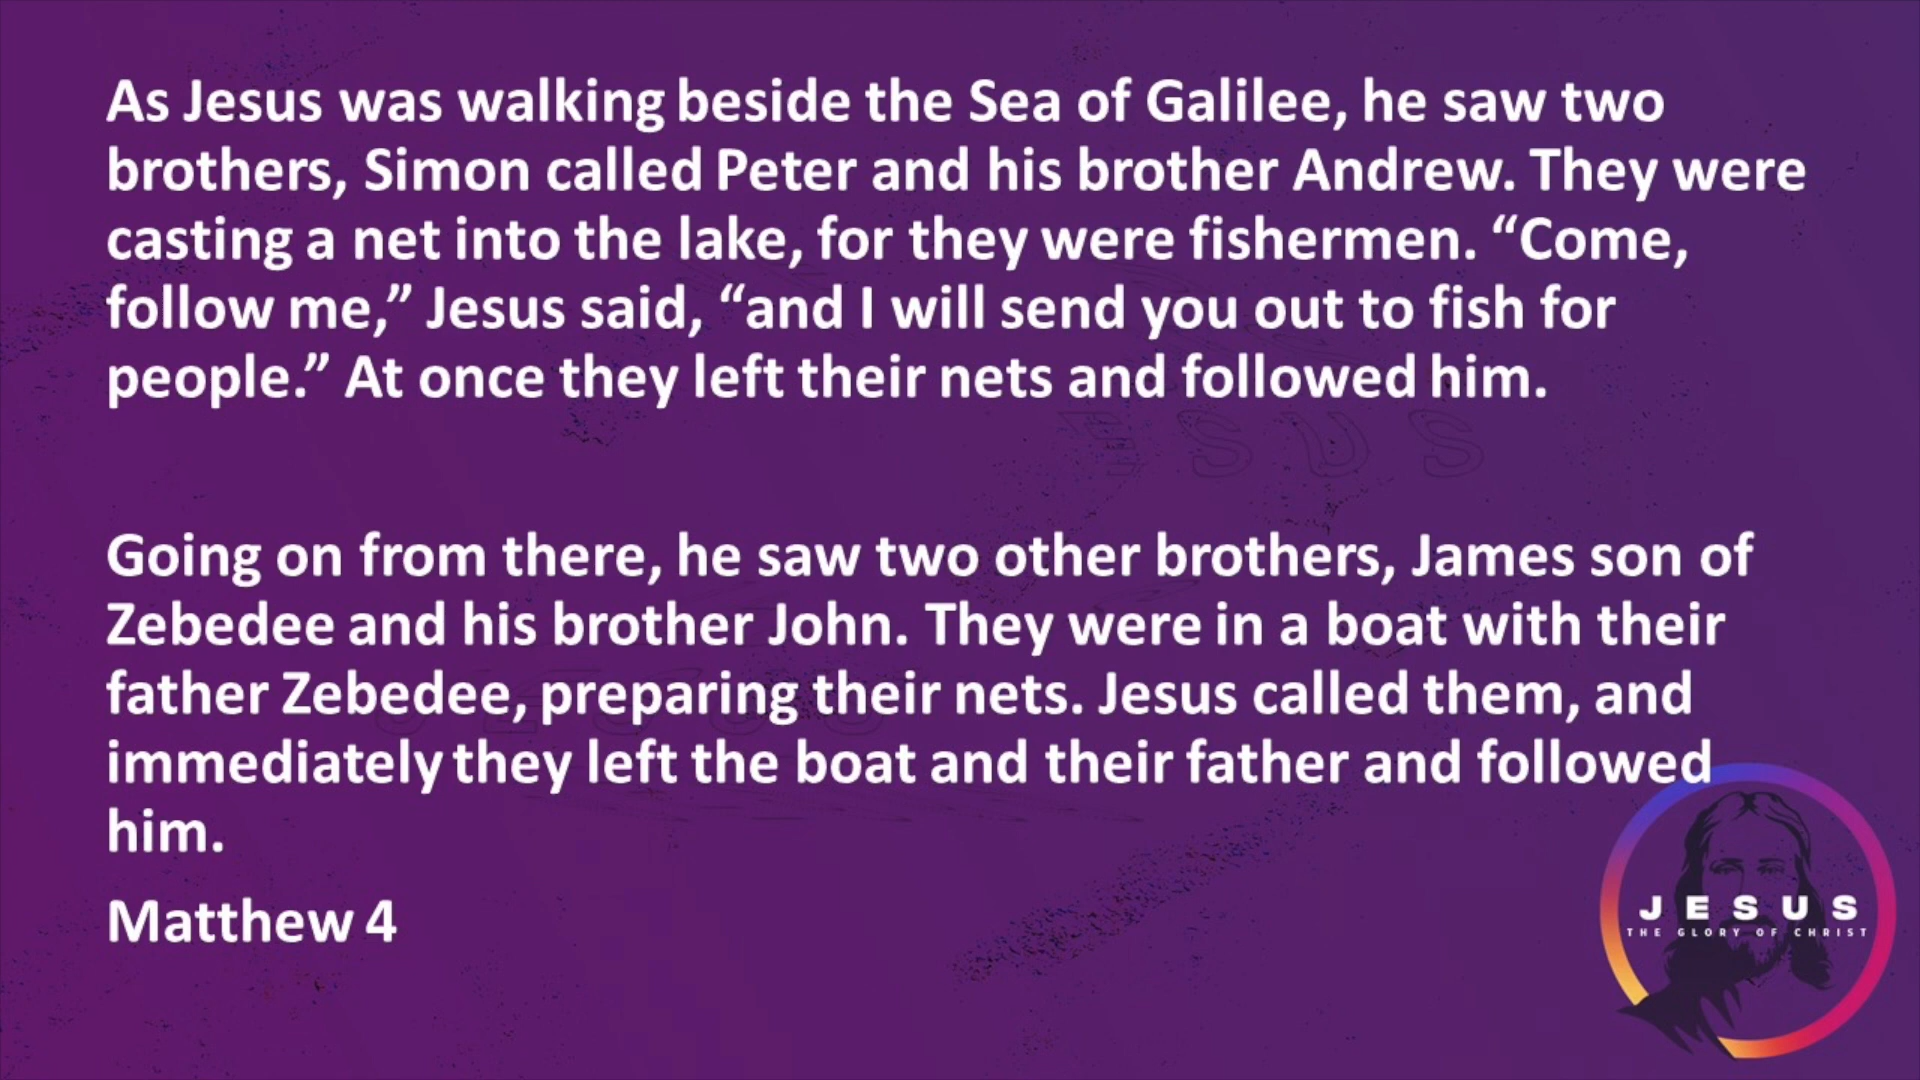 As Jesus was walking beside the Sea of Galilee, he saw two
brothers, Simon called Peter and his brother Andrew. They were
casting a net into the lake, for they were fishermen. “Come,
follow me,” Jesus said, “and I will send you out to fish for
people.” At once they left their nets and followed him.
Going on from there, he saw two other brothers, James son of
Zebedee and his brother John. They were in a boat with their
father Zebedee, preparing their nets. Jesus called them, and
immediately they left the boat and their father and followed
him.
Matthew 4
JESUS
THE GLORY OF CHRIST